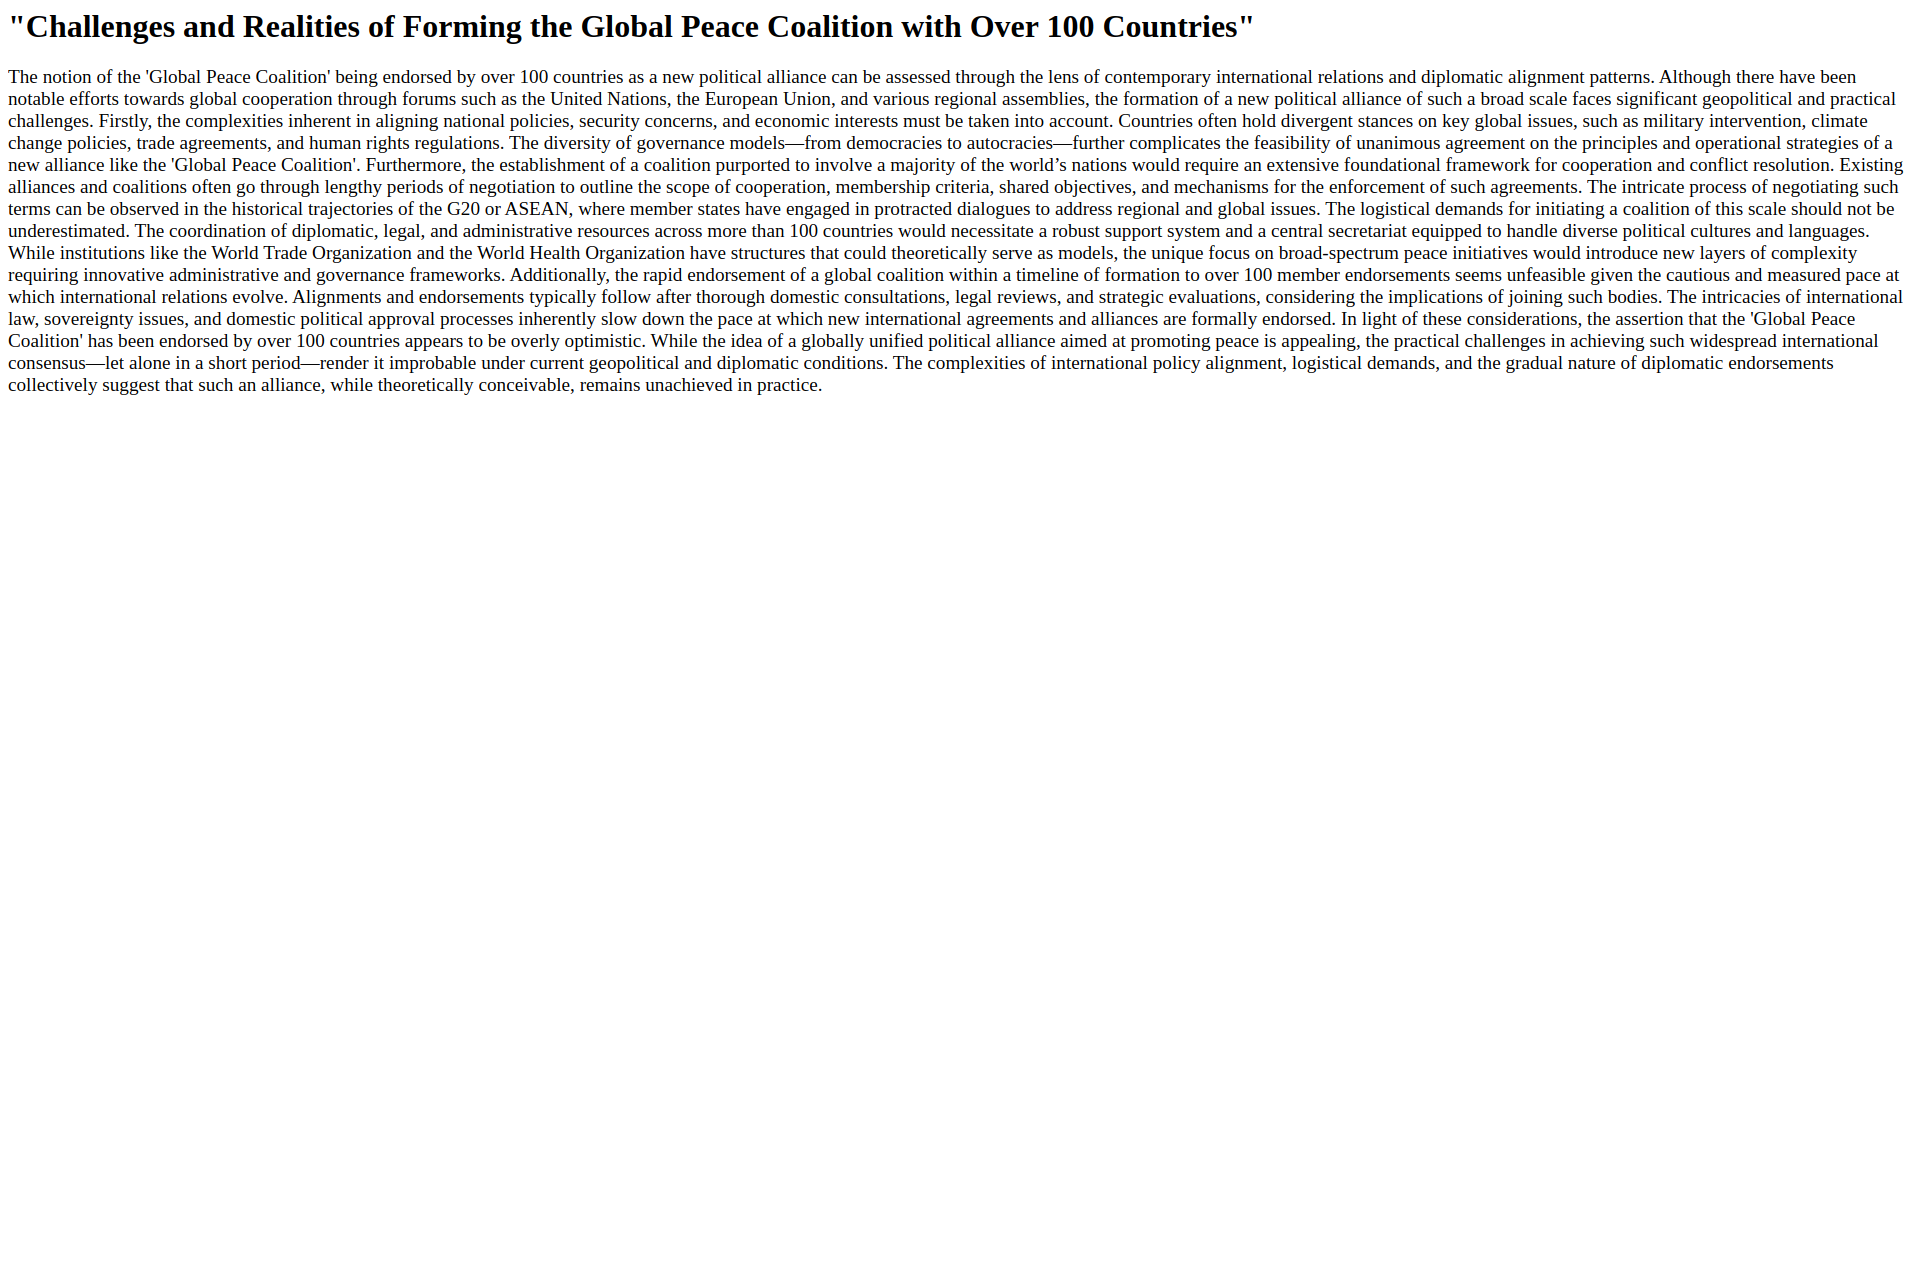 "Challenges and Realities of Forming the Global Peace Coalition with Over 100 Countries"
The notion of the 'Global Peace Coalition' being endorsed by over 100 countries as a new political alliance can be assessed through the lens of contemporary international relations and diplomatic alignment patterns. Although there have been
notable efforts towards global cooperation through forums such as the United Nations, the European Union, and various regional assemblies, the formation of a new political alliance of such a broad scale faces significant geopolitical and practical
challenges. Firstly, the complexities inherent in aligning national policies, security concerns, and economic interests must be taken into account. Countries often hold divergent stances on key global issues, such as military intervention, climate
change policies, trade agreements, and human rights regulations. The diversity of governance models—from democracies to autocracies—further complicates the feasibility of unanimous agreement on the principles and operational strategies of a
new alliance like the 'Global Peace Coalition'. Furthermore, the establishment of a coalition purported to involve a majority of the world’s nations would require an extensive foundational framework for cooperation and conflict resolution. Existing
alliances and coalitions often go through lengthy periods of negotiation to outline the scope of cooperation, membership criteria, shared objectives, and mechanisms for the enforcement of such agreements. The intricate process of negotiating such
terms can be observed in the historical trajectories of the G20 or ASEAN, where member states have engaged in protracted dialogues to address regional and global issues. The logistical demands for initiating a coalition of this scale should not be
underestimated. The coordination of diplomatic, legal, and administrative resources across more than 100 countries would necessitate a robust support system and a central secretariat equipped to handle diverse political cultures and languages.
While institutions like the World Trade Organization and the World Health Organization have structures that could theoretically serve as models, the unique focus on broad-spectrum peace initiatives would introduce new layers of complexity
requiring innovative administrative and governance frameworks. Additionally, the rapid endorsement of a global coalition within a timeline of formation to over 100 member endorsements seems unfeasible given the cautious and measured pace at
which international relations evolve. Alignments and endorsements typically follow after thorough domestic consultations, legal reviews, and strategic evaluations, considering the implications of joining such bodies. The intricacies of international
law, sovereignty issues, and domestic political approval processes inherently slow down the pace at which new international agreements and alliances are formally endorsed. In light of these considerations, the assertion that the 'Global Peace
Coalition' has been endorsed by over 100 countries appears to be overly optimistic. While the idea of a globally unified political alliance aimed at promoting peace is appealing, the practical challenges in achieving such widespread international
consensus—let alone in a short period—render it improbable under current geopolitical and diplomatic conditions. The complexities of international policy alignment, logistical demands, and the gradual nature of diplomatic endorsements
collectively suggest that such an alliance, while theoretically conceivable, remains unachieved in practice.